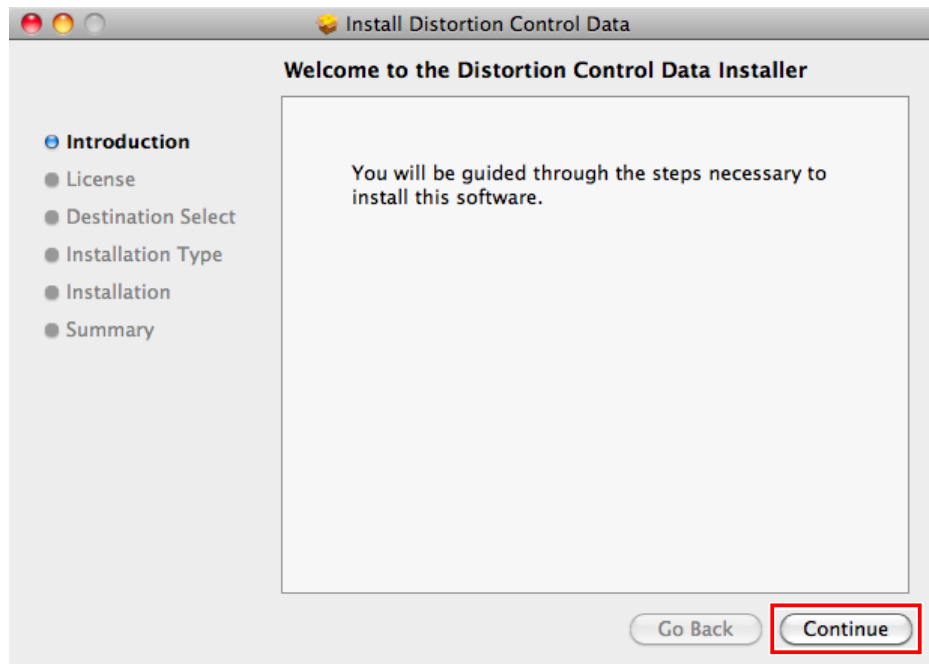 Install Distortion Control Data
Welcome to the Distortion Control Data Installer
Introduction
License
Destination Select
Installation Type
Installation
Summary
You will be guided through the steps necessary to
install this software.
Go Back
Continue